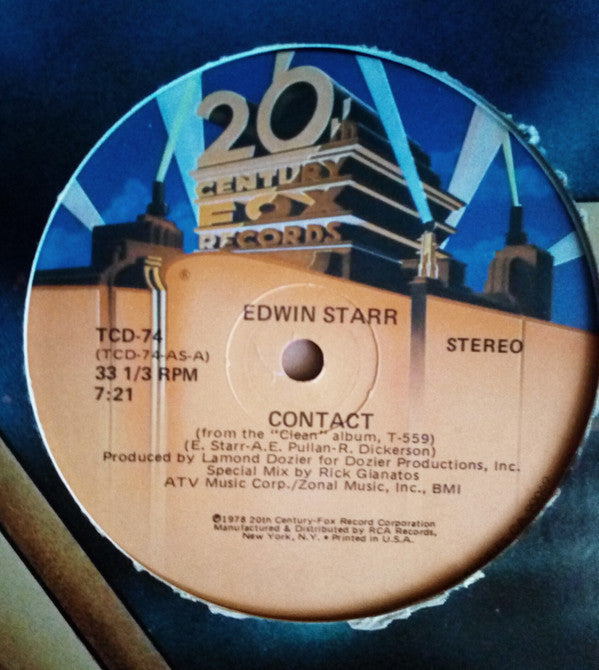 20th
CENTURY
FOX
RECORDS
®
EDWIN STARR
TCD-74
(TCD-74-AS-A)
33 1/3 RPM
7:21
STEREO
CONTACT
(from the "Clean" album, T-559)
(E. Starr-A.E. Pullan-R. Dickerson)
Produced by Lamond Dozier for Dozier Productions, Inc.
Special Mix by Rick Gianatos
ATV Music Corp./Zonal Music, Inc., BMI
℗1978 20th Century-Fox Record Corporation
Manufactured & Distributed by RCA Records,
New York, N.Y. • Printed in U.S.A.